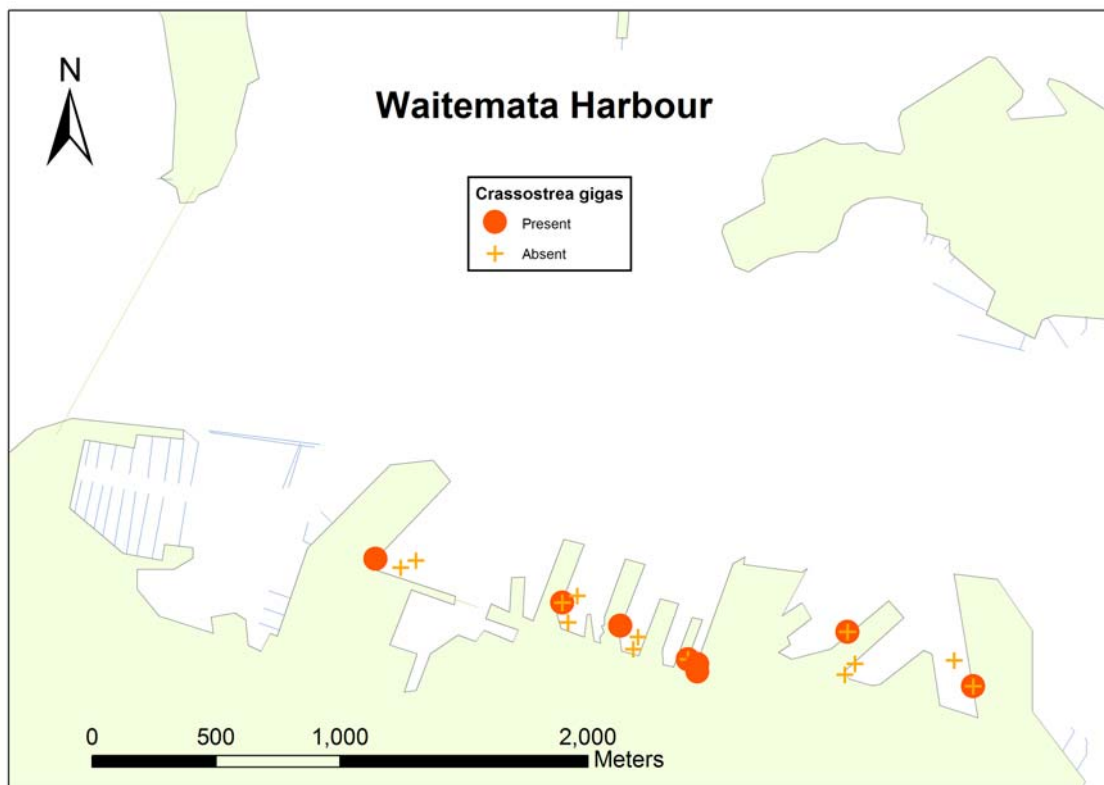 N
Waitemata Harbour
Crassostrea gigas
Present
Absent
0 500 1,000 2,000
Meters